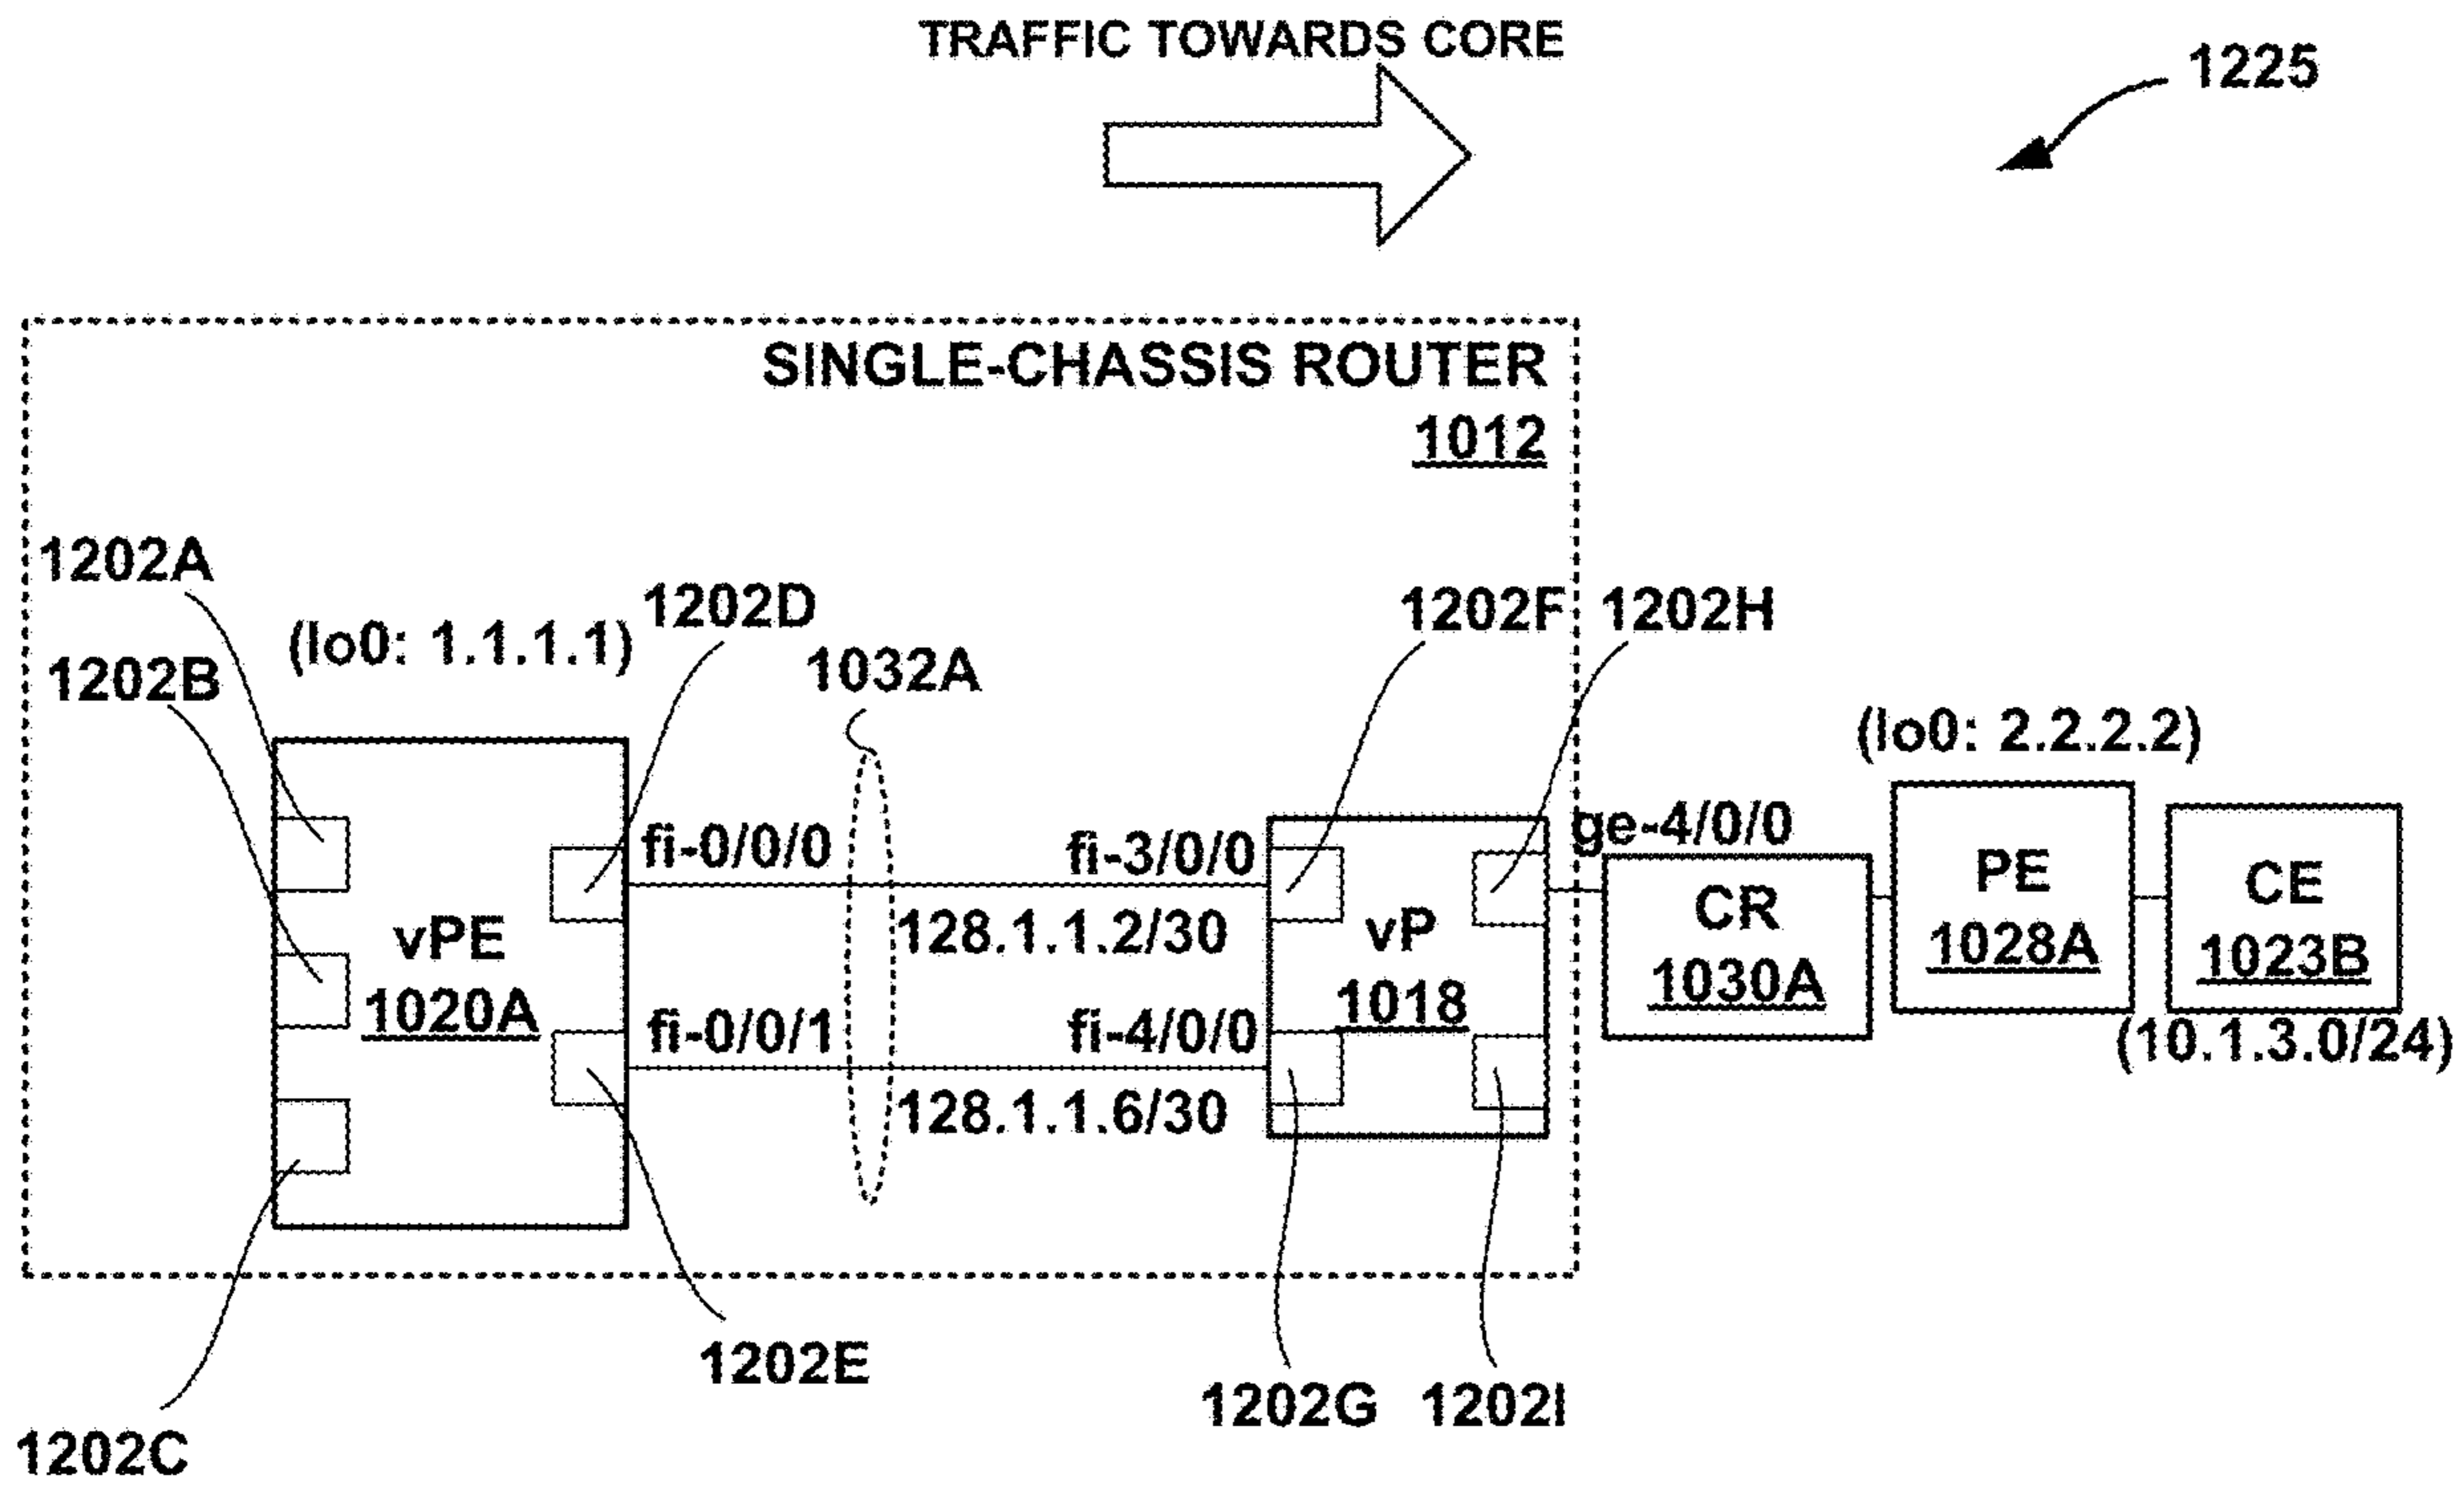 TRAFFIC TOWARDS CORE
1225
SINGLE-CHASSIS ROUTER
1012
1202A
1202B
(lo0: 1.1.1.1)
1202D
1032A
1202F
1202H
(lo0: 2.2.2.2)
fi-0/0/0
fi-3/0/0
ge-4/0/0
128.1.1.2/30
vPE
1020A
vP
1018
CR
1030A
PE
1028A
CE
1023B
fi-0/0/1
fi-4/0/0
(10.1.3.0/24)
128.1.1.6/30
1202E
1202G
1202I
1202C